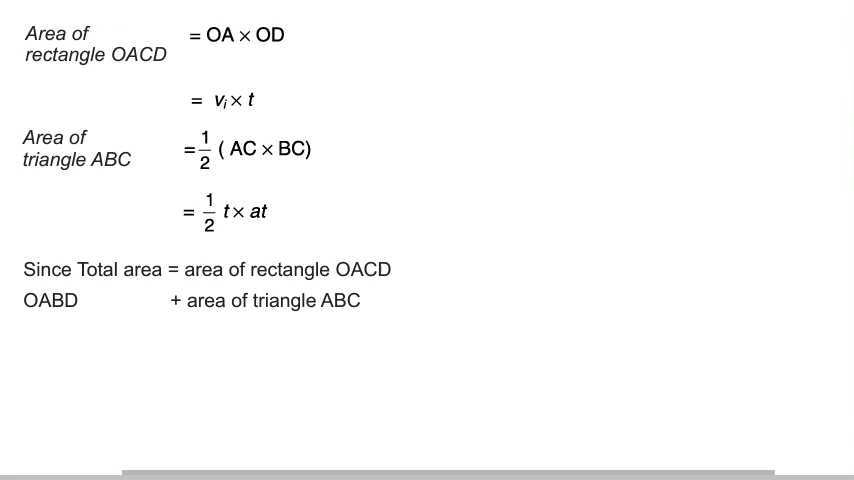 Area of
rectangle OACD = OA × OD
= vᵢ × t
Area of
triangle ABC = 1/2 ( AC × BC)
= 1/2 t × at
Since Total area = area of rectangle OACD
OABD + area of triangle ABC